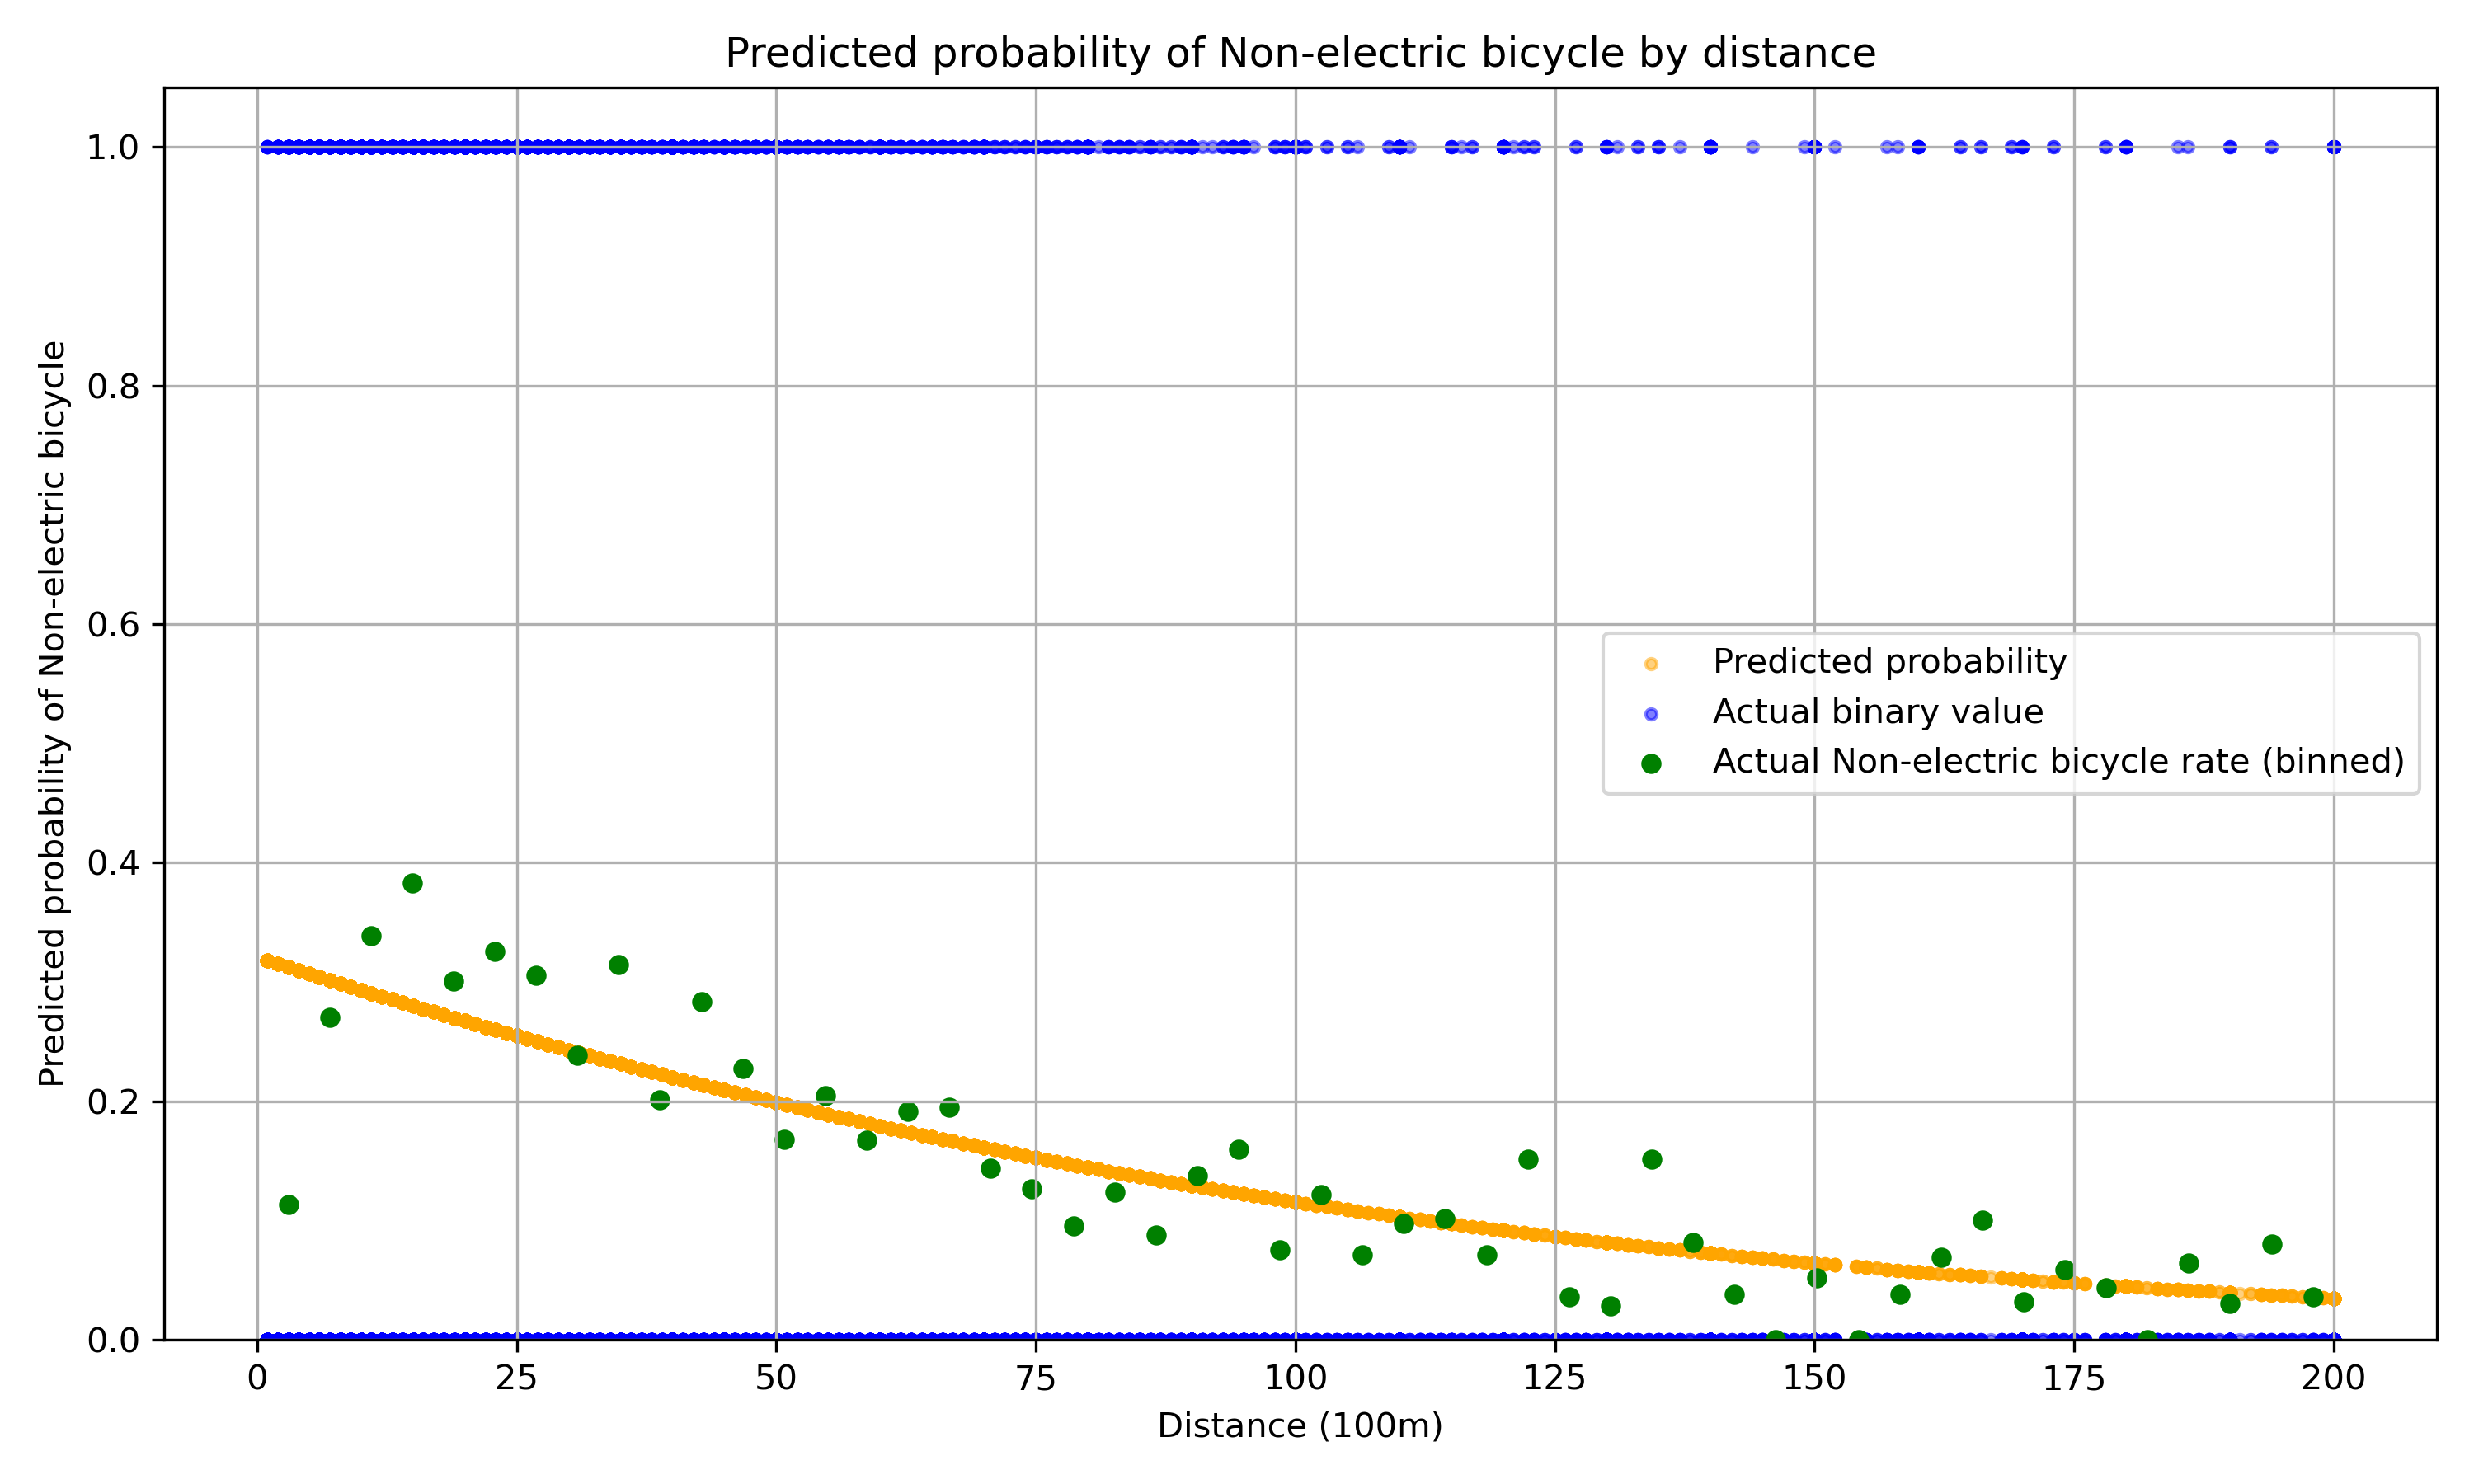 Predicted probability of Non-electric bicycle by distance
Predicted probability of Non-electric bicycle
1.0
0.8
0.6
0.4
0.2
0.0
Predicted probability
Actual binary value
Actual Non-electric bicycle rate (binned)
0 25 50 75 100 125 150 175 200
Distance (100m)